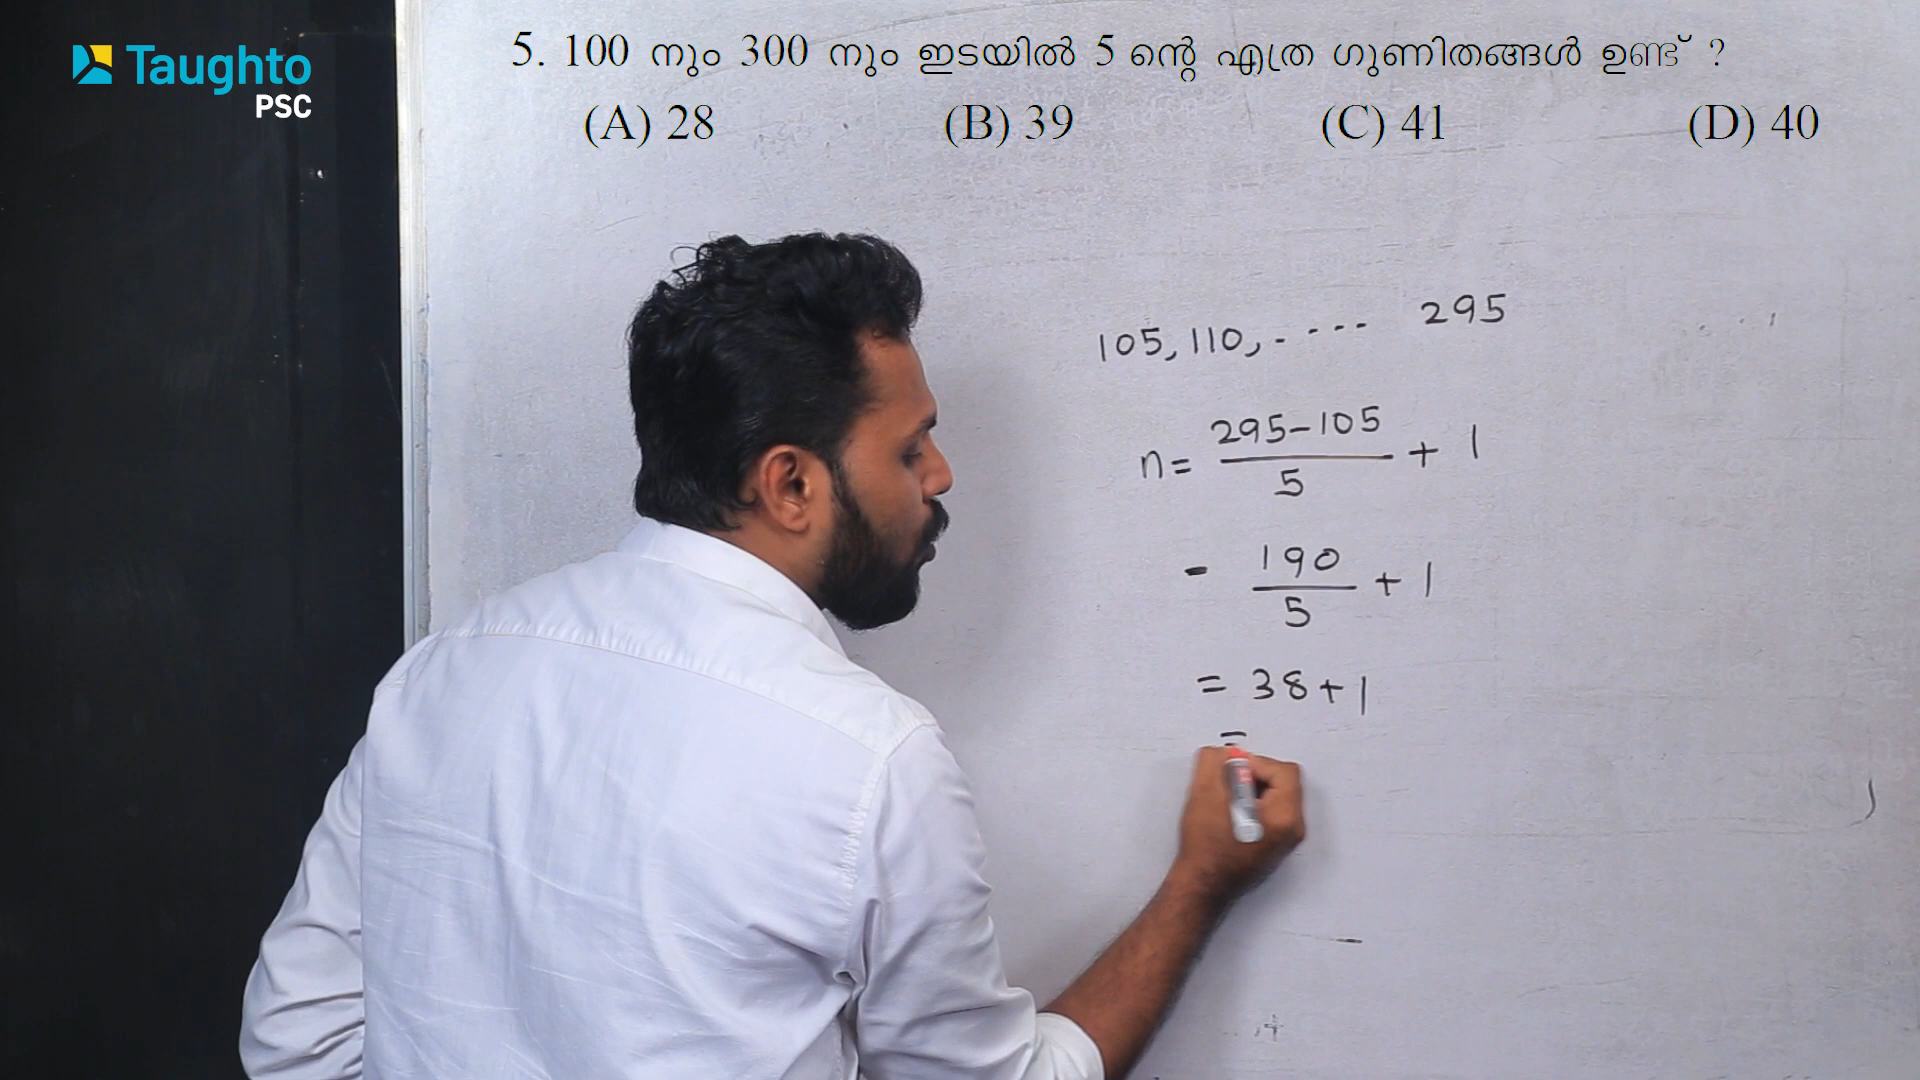 Taughto
PSC
5. 100 നും 300 നും ഇടയിൽ 5 ന്റെ എത്ര ഗുണിതങ്ങൾ ഉണ്ട് ?
(A) 28 (B) 39 (C) 41 (D) 40
105, 110, . - - - 295
n = 295-105/5 + 1
- 190/5 + 1
= 38 + 1
=